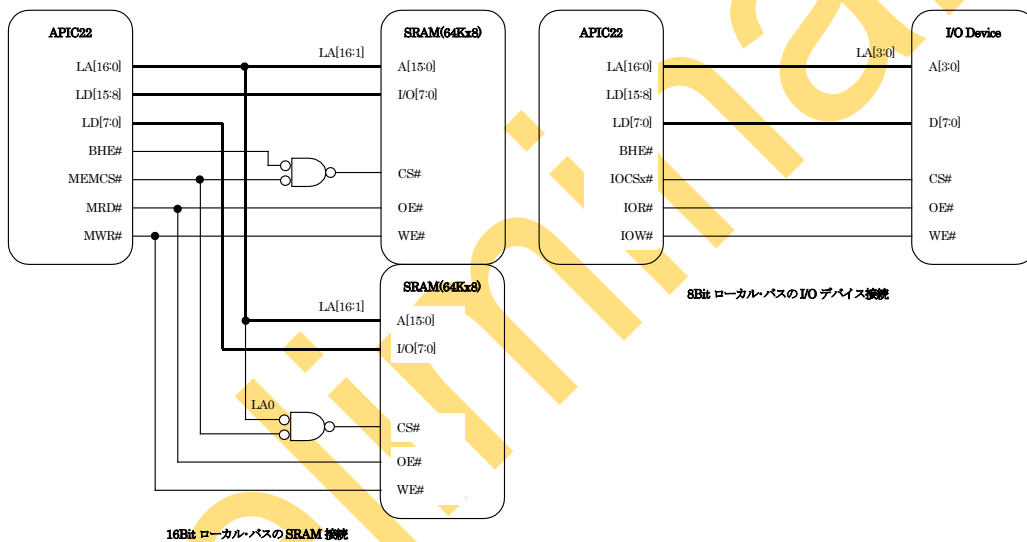 APIC22
LA[16:0]
LD[15:8]
LD[7:0]
BHE#
MEMCS#
MRD#
MWR#
LA[16:1]
SRAM(64Kx8)
A[15:0]
I/O[7:0]
CS#
OE#
WE#
LA[16:1]
LA0
SRAM(64Kx8)
A[15:0]
I/O[7:0]
CS#
OE#
WE#
16Bit ローカル・バスの SRAM 接続
APIC22
LA[16:0]
LD[15:8]
LD[7:0]
BHE#
IOCSx#
IOR#
IOW#
LA[3:0]
I/O Device
A[3:0]
D[7:0]
CS#
OE#
WE#
8Bit ローカル・バスの I/O デバイス接続